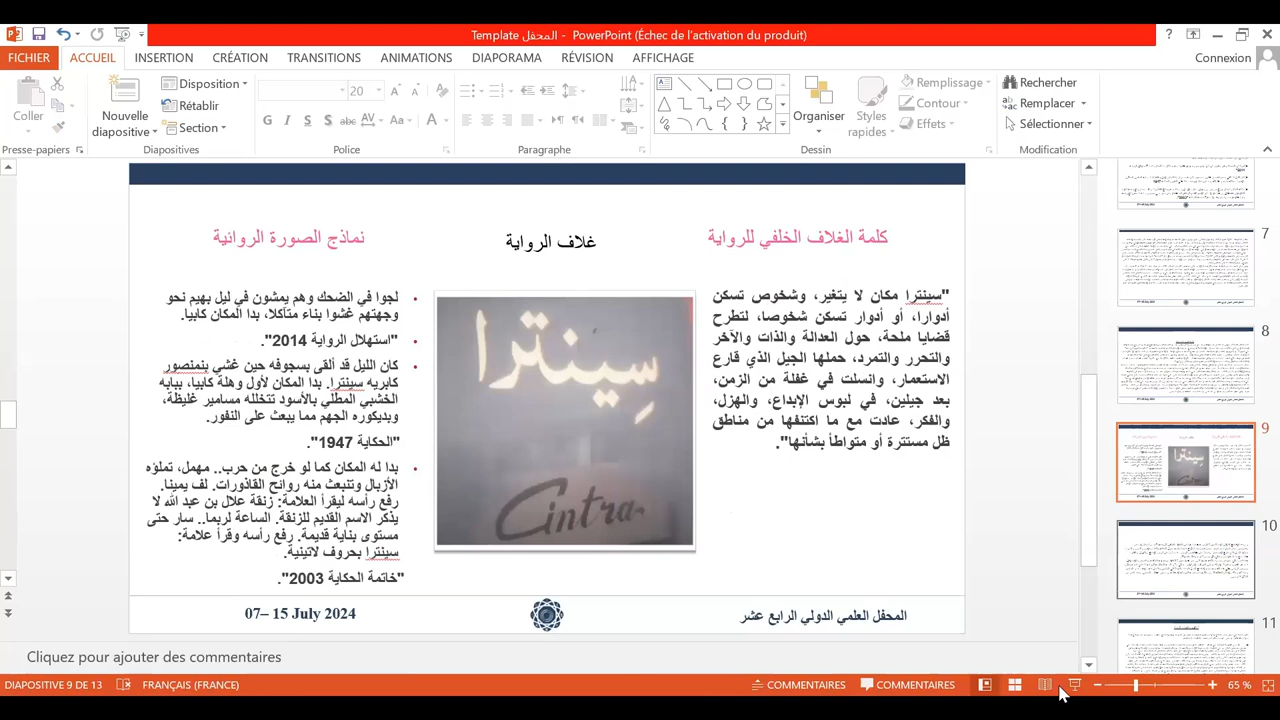 Template المحفل - PowerPoint (Échec de l'activation du produit)
FICHIER ACCUEIL INSERTION CRÉATION TRANSITIONS ANIMATIONS DIAPORAMA RÉVISION AFFICHAGE Connexion
Coller
Presse-papiers
Nouvelle diapositive
Disposition
Rétablir
Section
Diapositives
20
G I S S abc AV Aa A
Police
Paragraphe
Organiser
Styles rapides
Remplissage
Contour
Effets
Dessin
Rechercher
Remplacer
Sélectionner
Modification
كلمة الغلاف الخلفي للرواية
"سينترا مكان لا يتغير، وشخوص تسكن
أدوارا، أو أدوار تسكن شخوصا، لتطرح
قضايا ملحة، حول العدالة والذات والآخر
والتحرر والتمرد، حملها الجيل الذي قارع
الاستعمار، وانسلت في غفلة من الزمن،
بعد جيلين، في لبوس الإبداع، والهزل،
والفكر، عادت مع ما اكتنفها من مناطق
ظل مستترة أو متواطأ بشأنها".
غلاف الرواية
سينترا
Cintra
نماذج الصورة الروائية
لجوا في الضحك وهم يمشون في ليل بهيم نحو
وجهتهم غشوا بناء متآكلا، بدا المكان كابيا.
"استهلال الرواية 2014".
كان الليل قد ألقى بسجوفه حين غشي بنمنصور
كابريه سينترا. بدا المكان لأول وهلة كابيا، ببابه
الخشبي المطلي بالأسود تتخلله مسامير غليظة،
وبديكوره الجهم مما يبعث على النفور.
"الحكاية 1947".
بدا له المكان كما لو خرج من حرب.. مهمل، تملؤه
الأزبال وتنبعث منه روائح القاذورات. لف يمينا.
رفع رأسه ليقرأ العلامة: زنقة علال بن عبد الله لا
يذكر الاسم القديم للزنقة. الساعة لربما.. سار حتى
مستوى بناية قديمة. رفع رأسه وقرأ علامة:
سينترا بحروف لاتينية.
"خاتمة الحكاية 2003".
المحفل العلمي الدولي الرابع عشر
07– 15 July 2024
7
8
9
10
11
Cliquez pour ajouter des commentaires
DIAPOSITIVE 9 DE 13 FRANÇAIS (FRANCE) COMMENTAIRES COMMENTAIRES 65 %